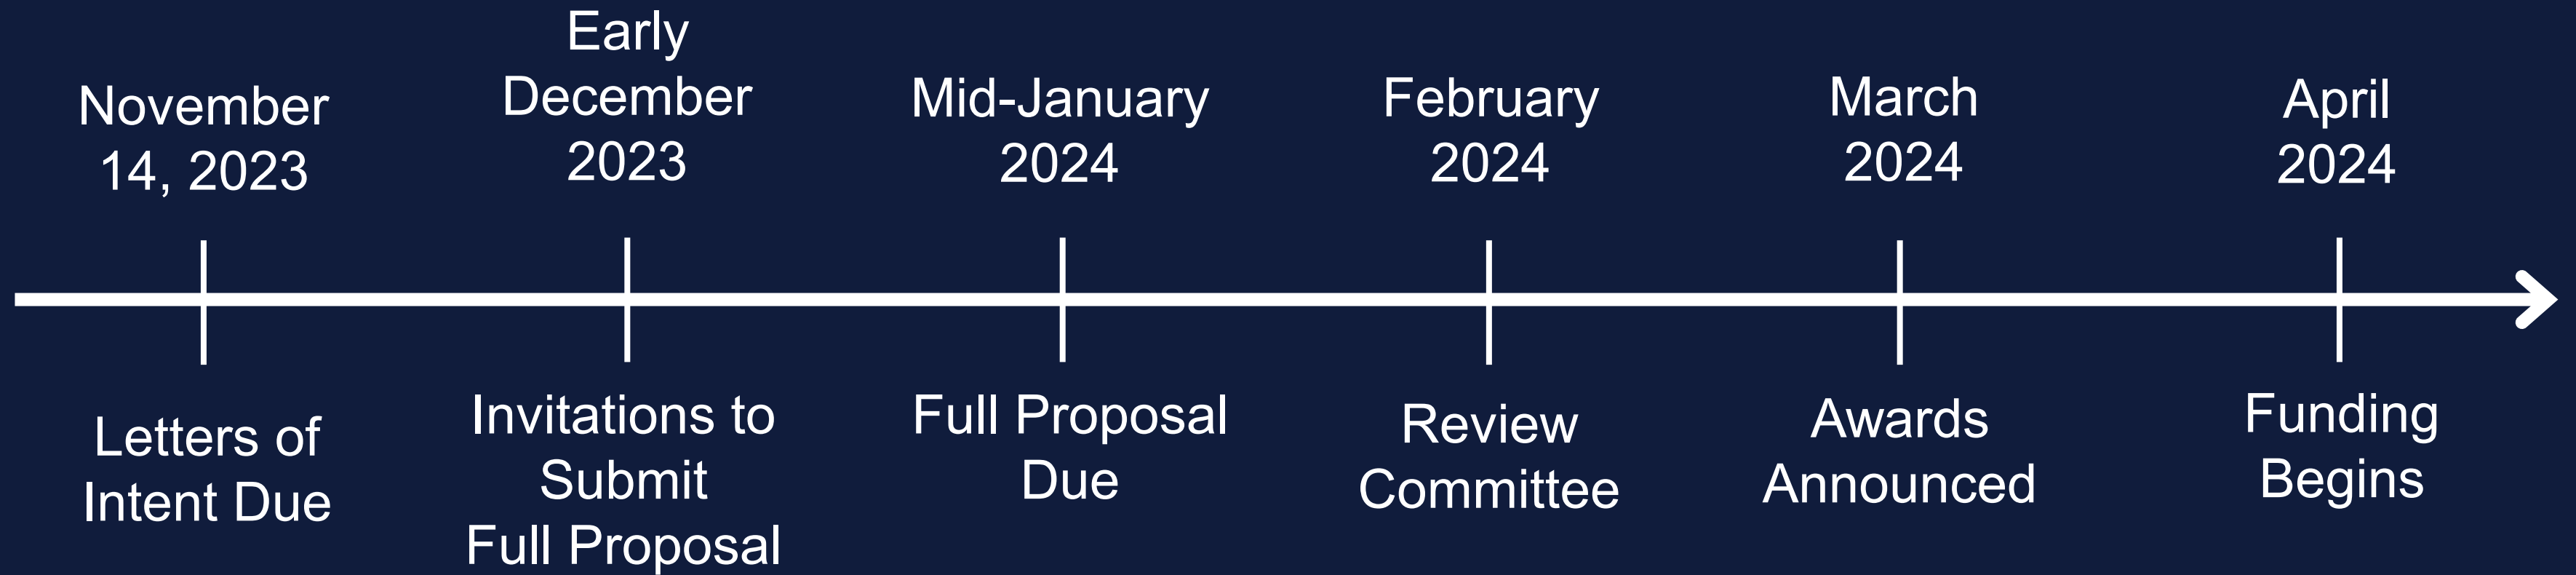 November
14, 2023
Early
December
2023
Mid-January
2024
February
2024
March
2024
April
2024
Letters of
Intent Due
Invitations to
Submit
Full Proposal
Full Proposal
Due
Review
Committee
Awards
Announced
Funding
Begins